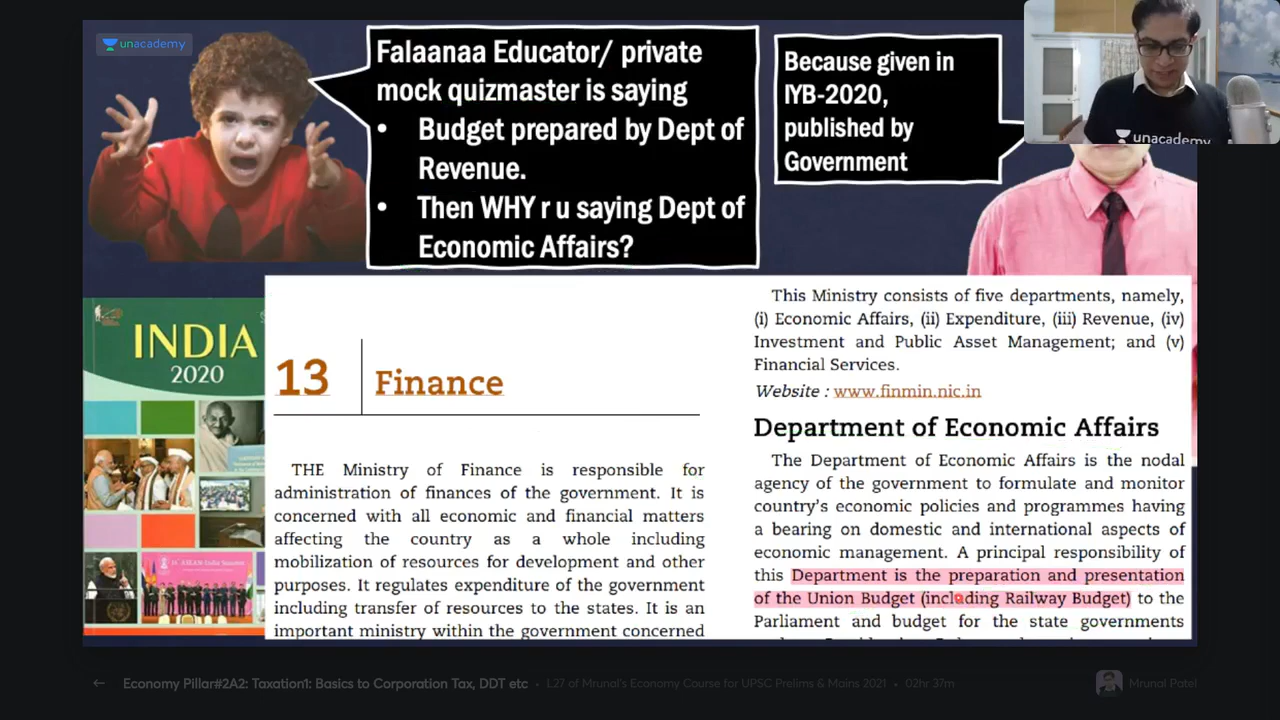 unacademy
Falaanaa Educator/ private
mock quizmaster is saying
• Budget prepared by Dept of
Revenue.
• Then WHY r u saying Dept of
Economic Affairs?
Because given in
IYB-2020,
published by
Government
unacademy
INDIA
2020
13 Finance
THE Ministry of Finance is responsible for
administration of finances of the government. It is
concerned with all economic and financial matters
affecting the country as a whole including
mobilization of resources for development and other
purposes. It regulates expenditure of the government
including transfer of resources to the states. It is an
important ministry within the government concerned
This Ministry consists of five departments, namely,
(i) Economic Affairs, (ii) Expenditure, (iii) Revenue, (iv)
Investment and Public Asset Management; and (v)
Financial Services.
Website : www.finmin.nic.in
Department of Economic Affairs
The Department of Economic Affairs is the nodal
agency of the government to formulate and monitor
country's economic policies and programmes having
a bearing on domestic and international aspects of
economic management. A principal responsibility of
this Department is the preparation and presentation
of the Union Budget (including Railway Budget) to the
Parliament and budget for the state governments
← Economy Pillar#2A2: Taxation1: Basics to Corporation Tax, DDT etc • L27 of Mrunal's Economy Course for UPSC Prelims & Mains 2021 • 02hr 37m
Mrunal Patel